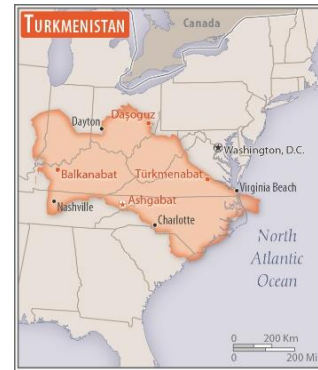 TURKMENISTAN
Canada
Daşoguz
Dayton
Washington, D.C.
Balkanabat
Türkmenabat
Virginia Beach
Ashgabat
Nashville
Charlotte
North
Atlantic
Ocean
0 200 Km
0 200 Mi